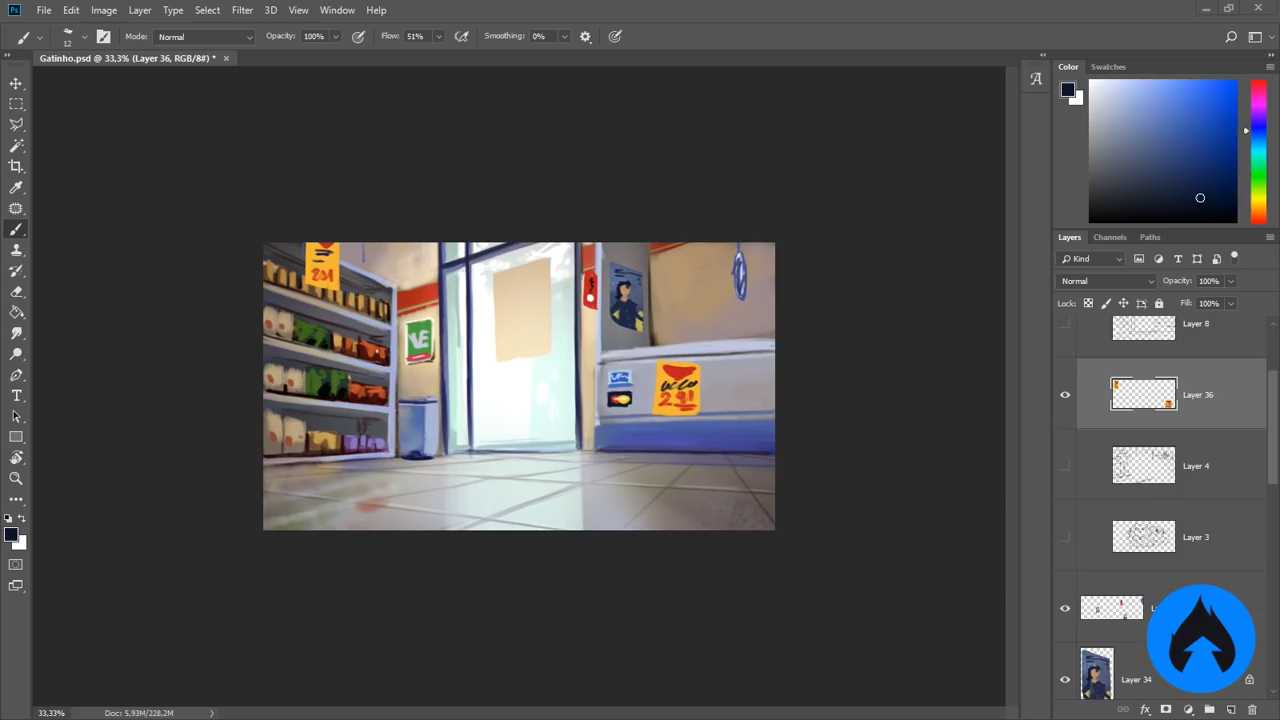 Ps File Edit Image Layer Type Select Filter 3D View Window Help
12 Mode: Normal Opacity: 100% Flow: 51% Smoothing: 0%
Gatinho.psd @ 33,3% (Layer 36, RGB/8#) * ×
Color Swatches
A
Layers Channels Paths
Kind
Normal Opacity: 100%
Lock: Fill: 100%
Layer 8
Layer 36
Layer 4
Layer 3
Layer 34
33,33% Doc: 5,93M/228,2M